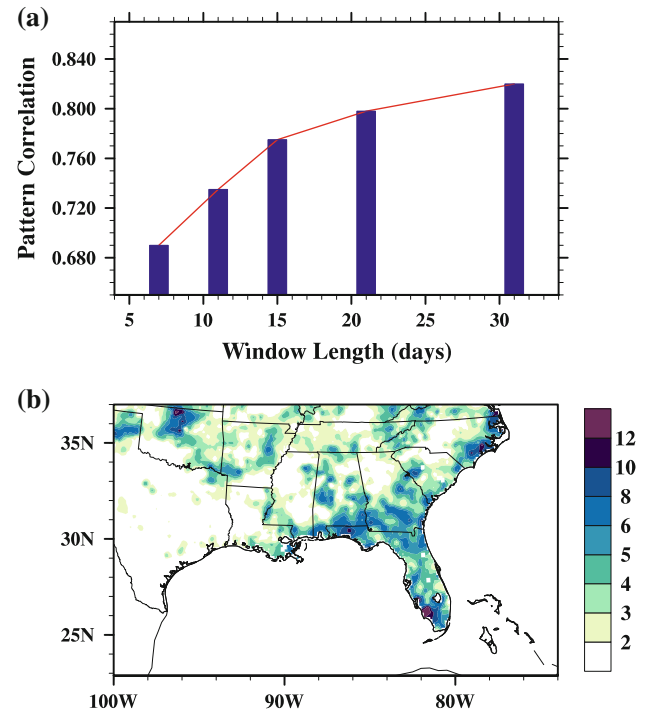 (a)
0.840
0.800
0.760
0.720
0.680
Pattern Correlation
5 10 15 20 25 30
Window Length (days)
(b)
35N
30N
25N
100W 90W 80W
12
10
8
6
5
4
3
2